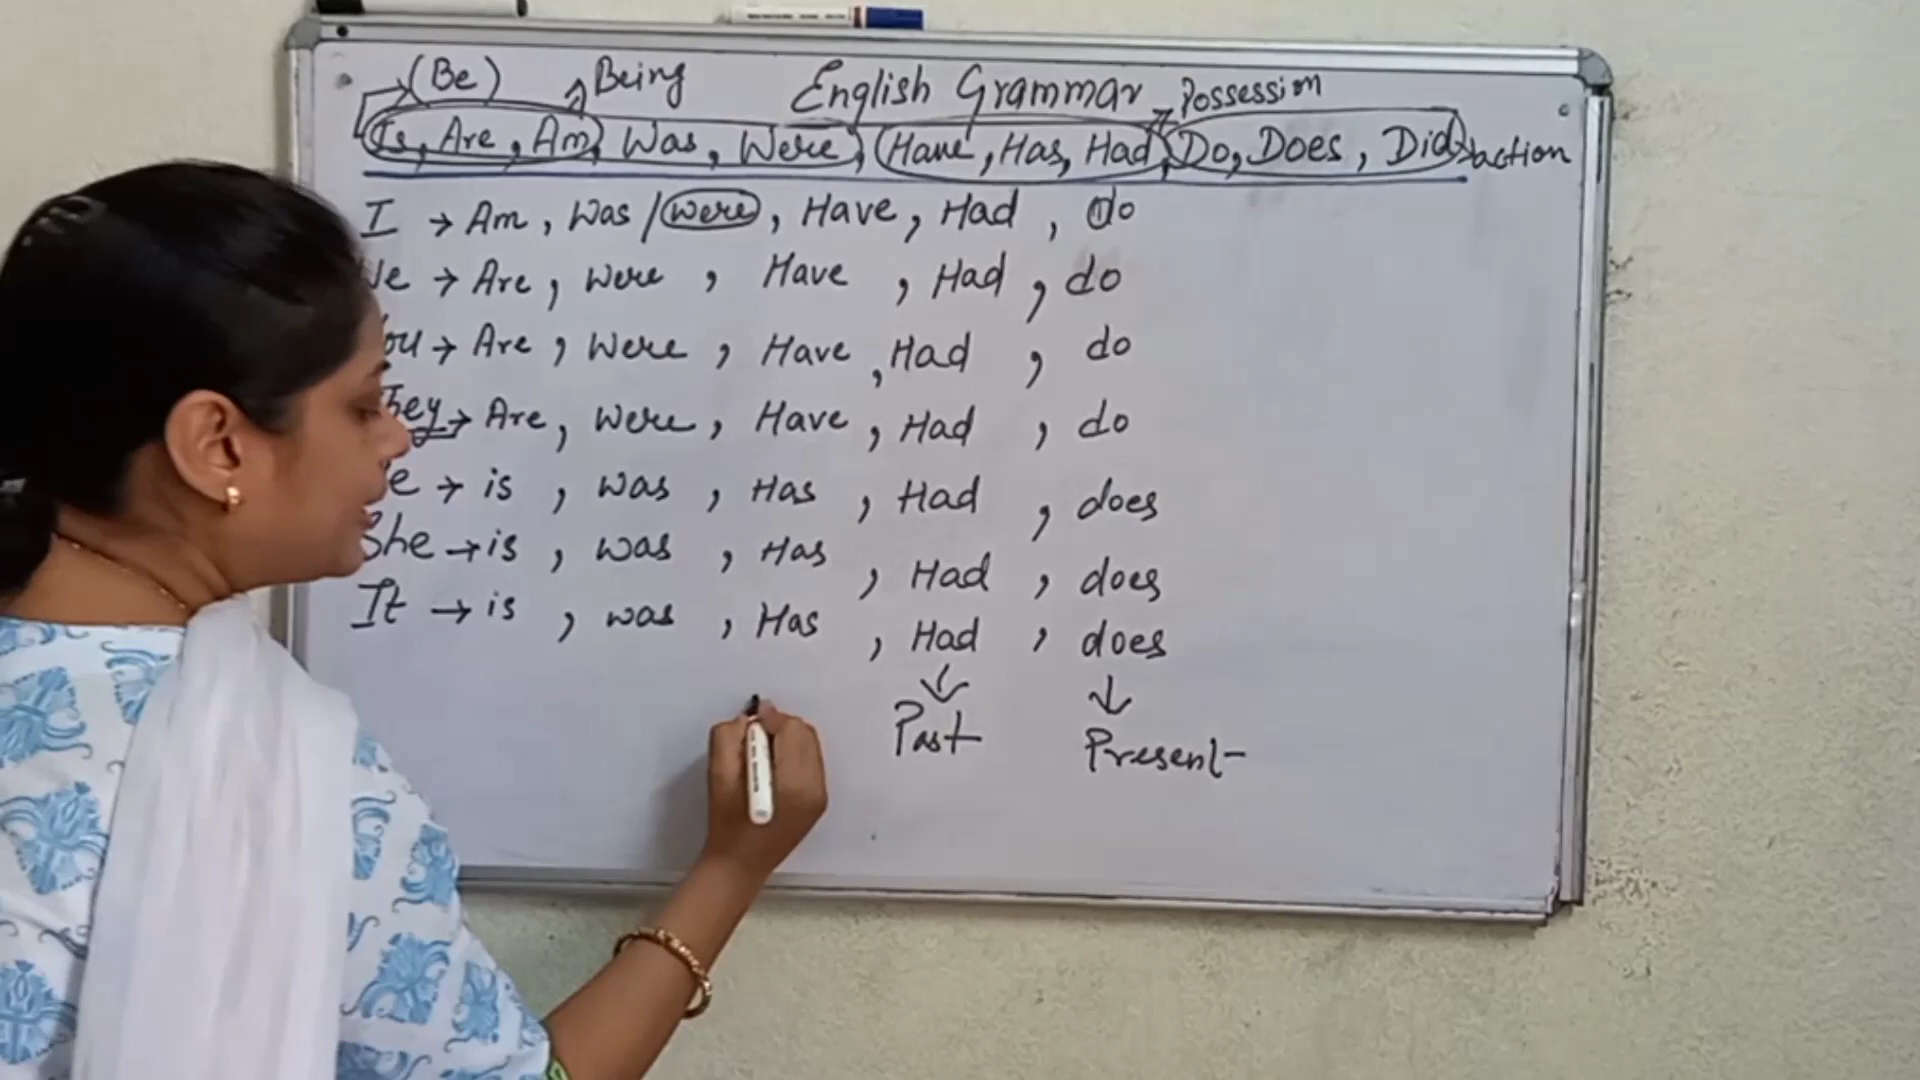 (Be) Being English Grammar Possession
Is, Are, Am, Was, Were, Have, Has, Had, Do, Does, Did action
I → Am, Was / were, Have, Had, do
→ Are, were, Have, Had, do
→ Are, were, Have, Had, do
They → Are, were, Have, Had, do
→ is, was, Has, Had, does
She → is, was, Has, Had, does
It → is, was, Has, Had, does
↓ ↓
Past Present